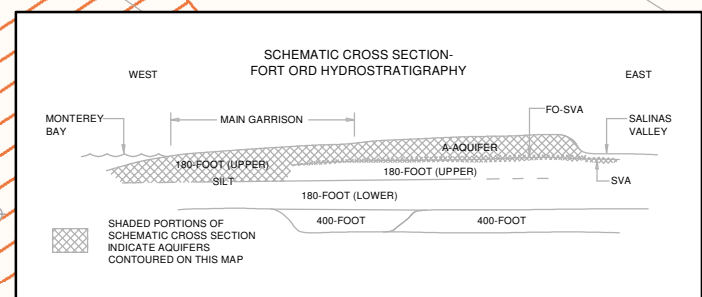 SCHEMATIC CROSS SECTION-
FORT ORD HYDROSTRATIGRAPHY
WEST
EAST
FO-SVA
MONTEREY
BAY
MAIN GARRISON
SALINAS
VALLEY
A-AQUIFER
180-FOOT (UPPER)
180-FOOT (UPPER)
SILT
SVA
180-FOOT (LOWER)
400-FOOT
400-FOOT
SHADED PORTIONS OF
SCHEMATIC CROSS SECTION
INDICATE AQUIFERS
CONTOURED ON THIS MAP